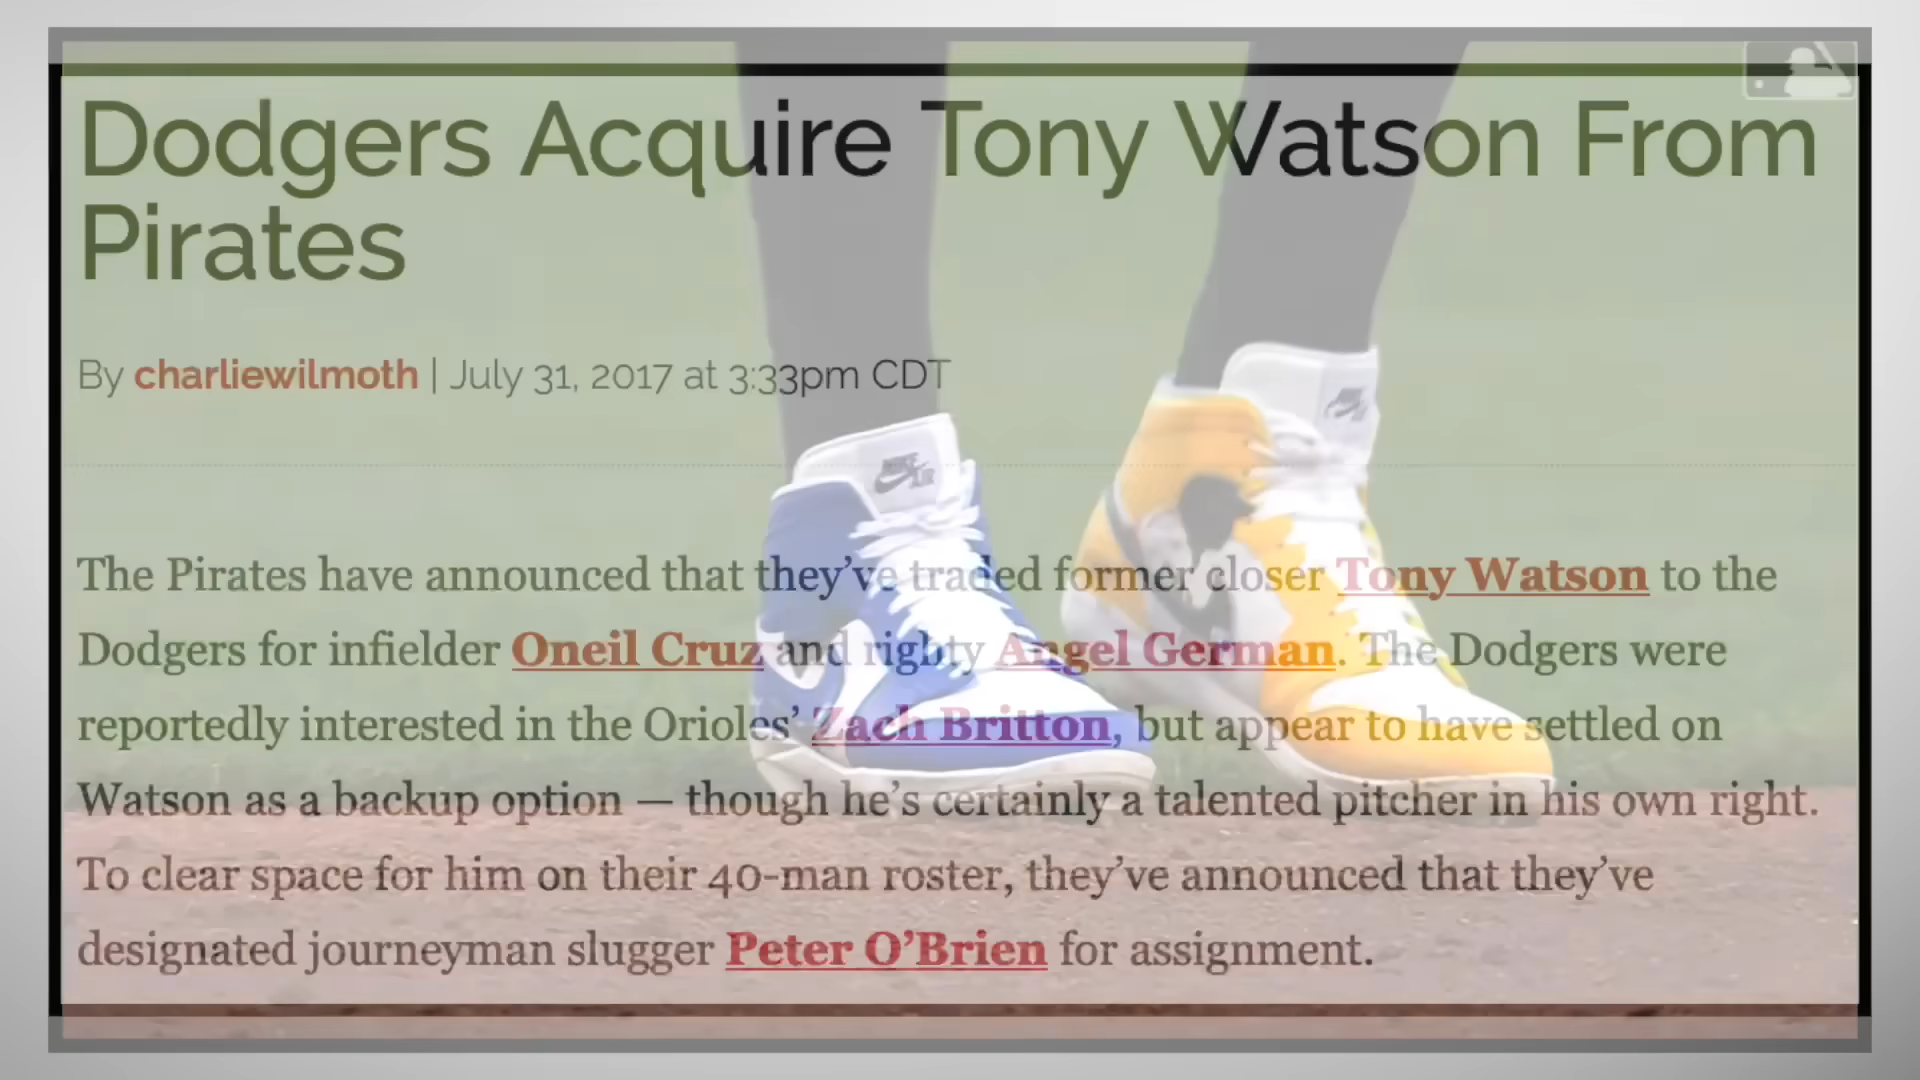 Dodgers Acquire Tony Watson From
Pirates
By charliewilmoth | July 31, 2017 at 3:33pm CDT
The Pirates have announced that they’ve traded former closer Tony Watson to the
Dodgers for infielder Oneil Cruz and righty Angel German. The Dodgers were
reportedly interested in the Orioles’ Zach Britton, but appear to have settled on
Watson as a backup option — though he’s certainly a talented pitcher in his own right.
To clear space for him on their 40-man roster, they’ve announced that they’ve
designated journeyman slugger Peter O’Brien for assignment.
NIKE AIR